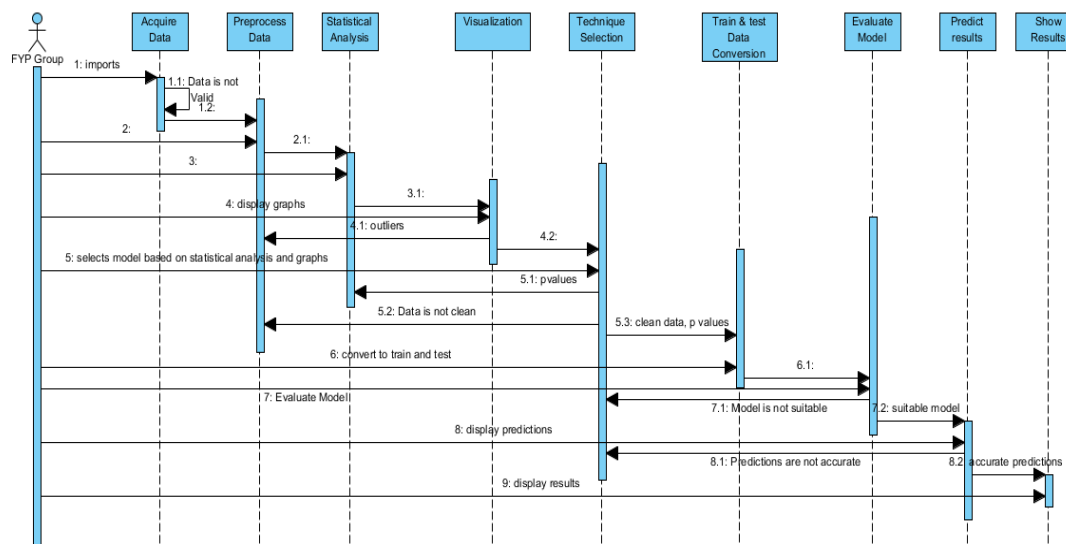 Acquire
Data
Preprocess
Data
Statistical
Analysis
Visualization
Technique
Selection
Train & test
Data
Conversion
Evaluate
Model
Predict
results
Show
Results
FYP Group
1: imports
1.1: Data is not
Valid
1.2:
2:
2.1:
3:
3.1:
4: display graphs
4.1: outliers
4.2:
5: selects model based on statistical analysis and graphs
5.1: pvalues
5.2: Data is not clean
5.3: clean data, p values
6: convert to train and test
6.1:
7: Evaluate Modell
7.1: Model is not suitable
7.2: suitable model
8: display predictions
8.1: Predictions are not accurate
8.2: accurate predictions
9: display results